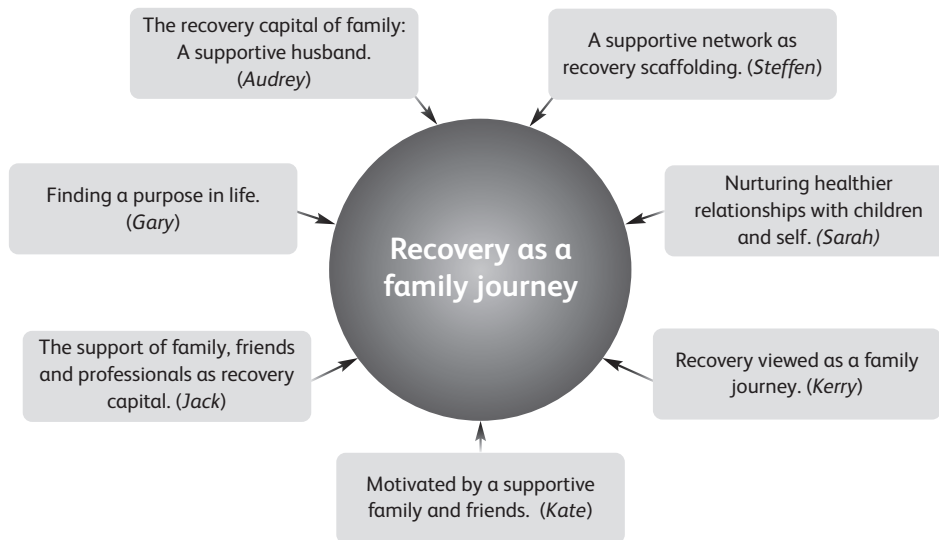 The recovery capital of family:
A supportive husband.
(Audrey)
A supportive network as
recovery scaffolding. (Steffen)
Finding a purpose in life.
(Gary)
Nurturing healthier
relationships with children
and self. (Sarah)
Recovery as a
family journey
The support of family, friends
and professionals as recovery
capital. (Jack)
Recovery viewed as a family
journey. (Kerry)
Motivated by a supportive
family and friends. (Kate)